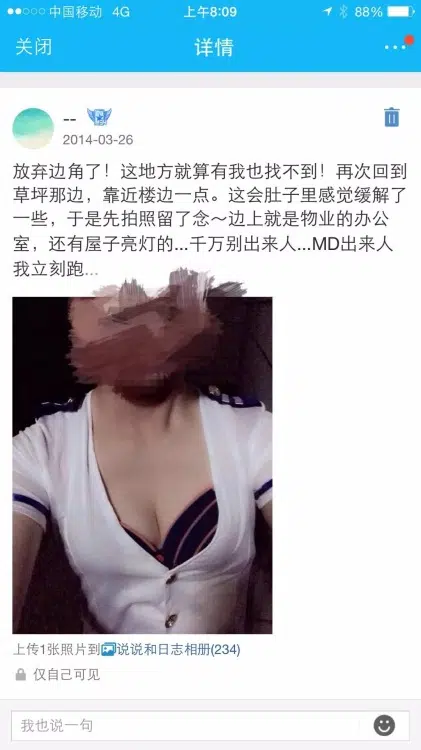 中国移动 4G 上午8:09 88%
关闭 详情
--
2014-03-26
放弃边角了！这地方就算有我也找不到！再次回到
草坪那边，靠近楼边一点。这会肚子里感觉缓解了
一些，于是先拍照留了念～边上就是物业的办公
室，还有屋子亮灯的...千万别出来人...MD出来人
我立刻跑...
上传1张照片到说说和日志相册(234)
仅自己可见
我也说一句